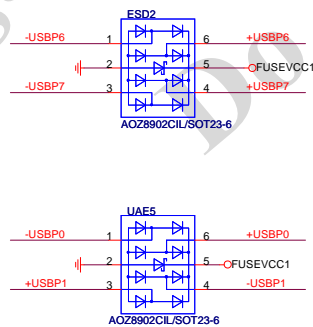 ESD2
-USBP6 1 6 +USBP6
2 5 FUSEVCC1
-USBP7 3 4 +USBP7
AOZ8902CIL/SOT23-6
UAE5
-USBP0 1 6 +USBP0
2 5 FUSEVCC1
+USBP1 3 4 -USBP1
AOZ8902CIL/SOT23-6
Do